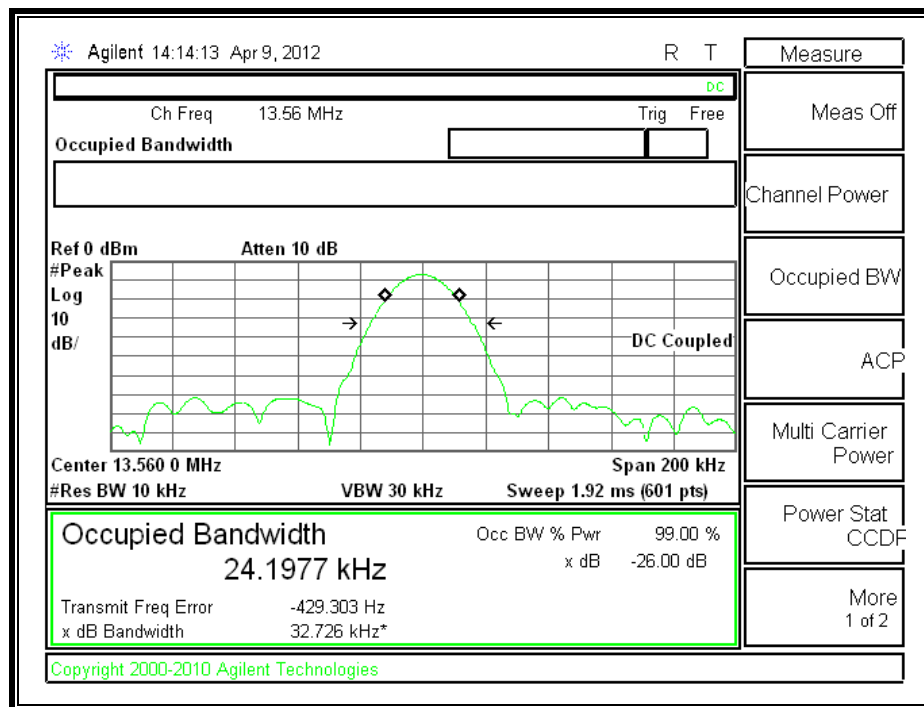 Agilent 14:14:13 Apr 9, 2012 R T
DC
Ch Freq 13.56 MHz Trig Free
Occupied Bandwidth
Ref 0 dBm Atten 10 dB
#Peak
Log
10
dB/
DC Coupled
Center 13.560 0 MHz Span 200 kHz
#Res BW 10 kHz VBW 30 kHz Sweep 1.92 ms (601 pts)
Occupied Bandwidth
24.1977 kHz
Occ BW % Pwr 99.00 %
x dB -26.00 dB
Transmit Freq Error -429.303 Hz
x dB Bandwidth 32.726 kHz*
Copyright 2000-2010 Agilent Technologies
Measure
Meas Off
Channel Power
Occupied BW
ACP
Multi Carrier
Power
Power Stat
CCDF
More
1 of 2